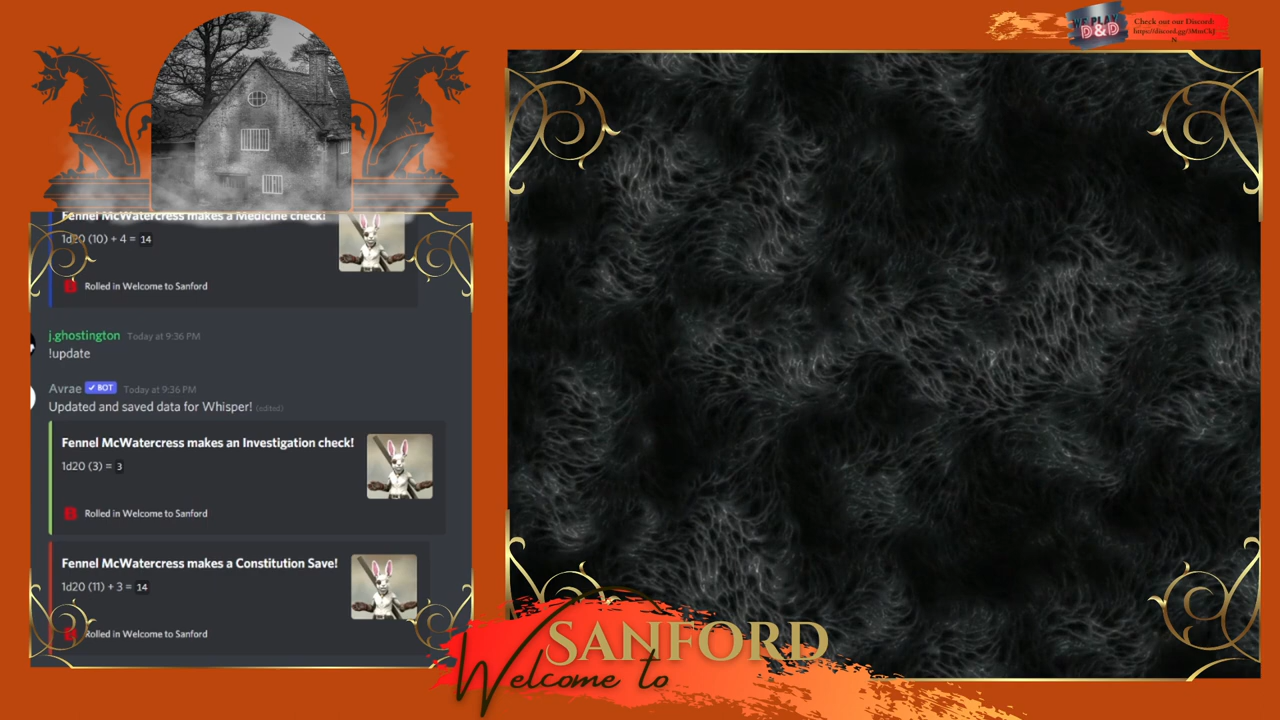 WE PLAY
D&D
Check out our Discord:
Fennel McWatercress makes a Medicine check!
1d20 (10) + 4 = 14
Rolled in Welcome to Sanford
j.ghostington Today at 9:36 PM
!update
Avrae BOT Today at 9:36 PM
Updated and saved data for Whisper! (edited)
Fennel McWatercress makes an Investigation check!
1d20 (3) = 3
Rolled in Welcome to Sanford
Fennel McWatercress makes a Constitution Save!
1d20 (11) + 3 = 14
Rolled in Welcome to Sanford
SANFORD
Welcome to